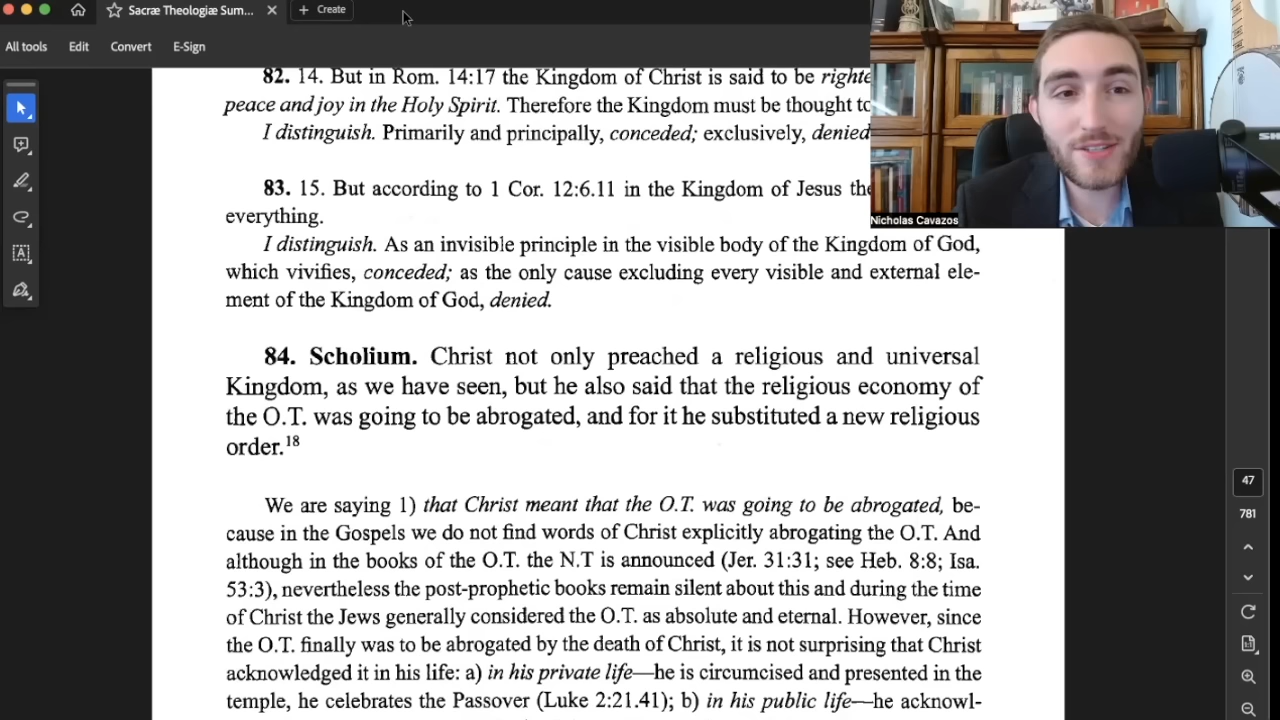 Sacræ Theologiæ Sum...
+ Create
All tools Edit Convert E-Sign
82. 14. But in Rom. 14:17 the Kingdom of Christ is said to be
peace and joy in the Holy Spirit. Therefore the Kingdom must be thought
I distinguish. Primarily and principally, conceded; exclusively, denied
83. 15. But according to 1 Cor. 12:6.11 in the Kingdom of Jesus
everything.
I distinguish. As an invisible principle in the visible body of the Kingdom of God,
which vivifies, conceded; as the only cause excluding every visible and external ele-
ment of the Kingdom of God, denied.
84. Scholium. Christ not only preached a religious and universal
Kingdom, as we have seen, but he also said that the religious economy of
the O.T. was going to be abrogated, and for it he substituted a new religious
order.18
We are saying 1) that Christ meant that the O.T. was going to be abrogated, be-
cause in the Gospels we do not find words of Christ explicitly abrogating the O.T. And
although in the books of the O.T. the N.T is announced (Jer. 31:31; see Heb. 8:8; Isa.
53:3), nevertheless the post-prophetic books remain silent about this and during the time
of Christ the Jews generally considered the O.T. as absolute and eternal. However, since
the O.T. finally was to be abrogated by the death of Christ, it is not surprising that Christ
acknowledged it in his life: a) in his private life—he is circumcised and presented in the
temple, he celebrates the Passover (Luke 2:21.41); b) in his public life—he acknowl-
Nicholas Cavazos
47
781